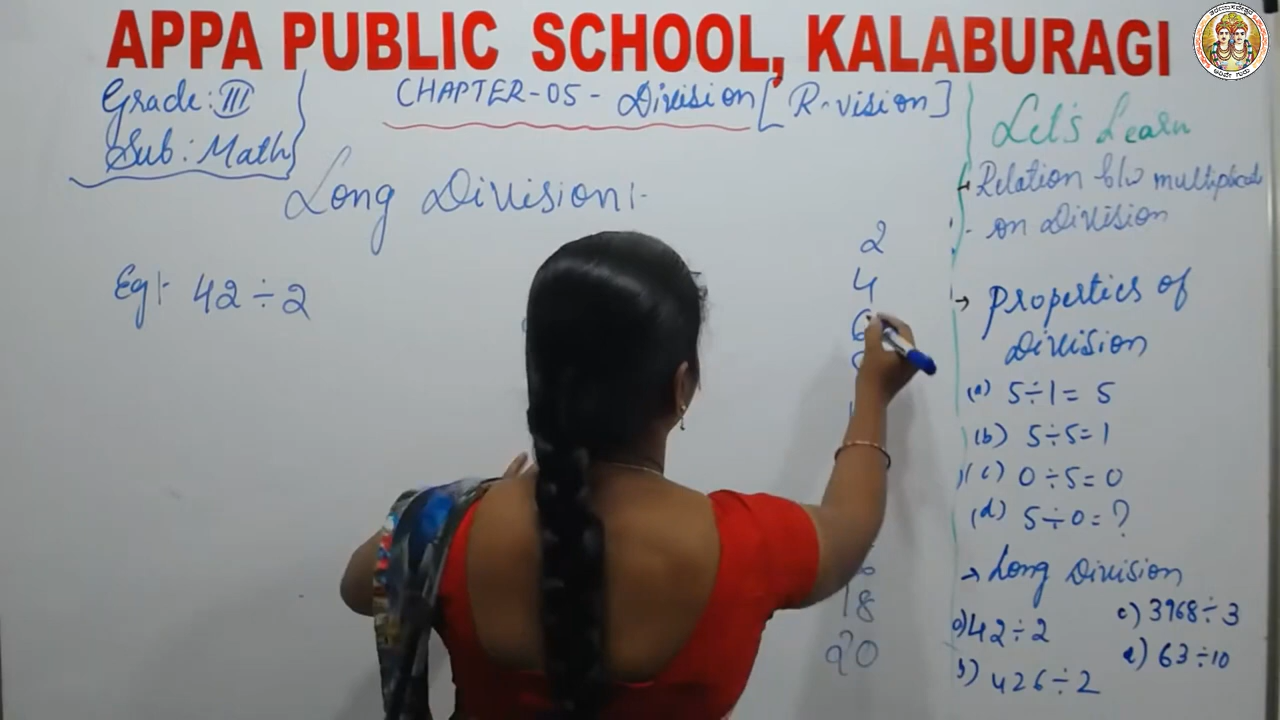 APPA PUBLIC SCHOOL, KALABURAGI
Grade: III
Sub: Math
CHAPTER-05 - Division [Revision]
Long Division:-
Eg:- 42 ÷ 2
2
4
6
18
20
Let's Learn
→ Relation b/w multiplicati
- on Division
→ Properties of
Division
(a) 5÷1 = 5
(b) 5÷5=1
(c) 0÷5=0
(d) 5÷0=?
→ Long Division
a) 42÷2
b) 426÷2
c) 3968÷3
d) 63÷10